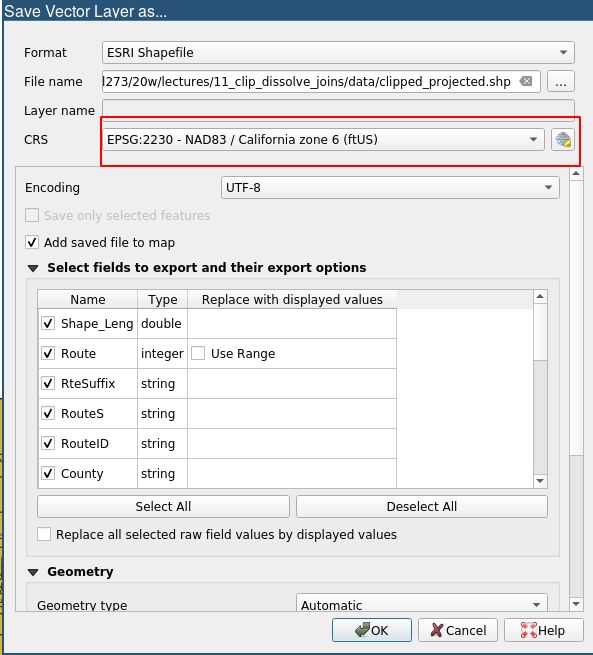 Save Vector Layer as...
Format ESRI Shapefile
File name l273/20w/lectures/11_clip_dissolve_joins/data/clipped_projected.shp ...
Layer name
CRS EPSG:2230 - NAD83 / California zone 6 (ftUS)
Encoding UTF-8
Save only selected features
Add saved file to map
Select fields to export and their export options
Name Type Replace with displayed values
Shape_Leng double
Route integer Use Range
RteSuffix string
RouteS string
RouteID string
County string
Select All Deselect All
Replace all selected raw field values by displayed values
Geometry
Geometry type Automatic
OK Cancel Help